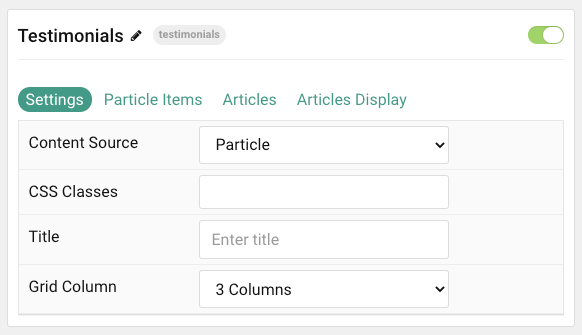 Testimonials testimonials
Settings Particle Items Articles Articles Display
Content Source Particle
CSS Classes
Title Enter title
Grid Column 3 Columns